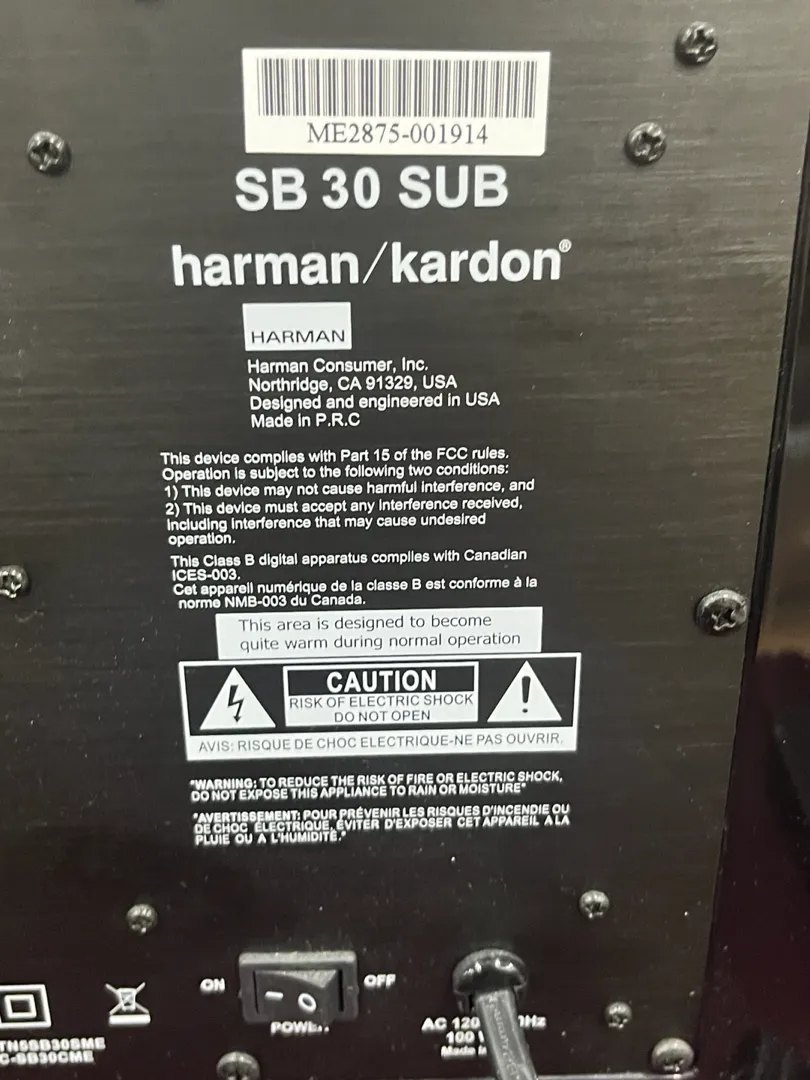 ME2875-001914
SB 30 SUB
harman/kardon®
HARMAN
Harman Consumer, Inc.
Northridge, CA 91329, USA
Designed and engineered in USA
Made in P.R.C
This device complies with Part 15 of the FCC rules.
Operation is subject to the following two conditions:
1) This device may not cause harmful interference, and
2) This device must accept any interference received,
including interference that may cause undesired
operation.
This Class B digital apparatus complies with Canadian
ICES-003.
Cet appareil numérique de la classe B est conforme à la
norme NMB-003 du Canada.
This area is designed to become
quite warm during normal operation
CAUTION
RISK OF ELECTRIC SHOCK
DO NOT OPEN
AVIS: RISQUE DE CHOC ELECTRIQUE-NE PAS OUVRIR.
"WARNING: TO REDUCE THE RISK OF FIRE OR ELECTRIC SHOCK,
DO NOT EXPOSE THIS APPLIANCE TO RAIN OR MOISTURE"
"AVERTISSEMENT: POUR PRÉVENIR LES RISQUES D'INCENDIE OU
DE CHOC ÉLECTRIQUE, ÉVITER D'EXPOSER CET APPAREIL A LA
PLUIE OU A L'HUMIDITÉ."
ON OFF
AC 120
100
Made